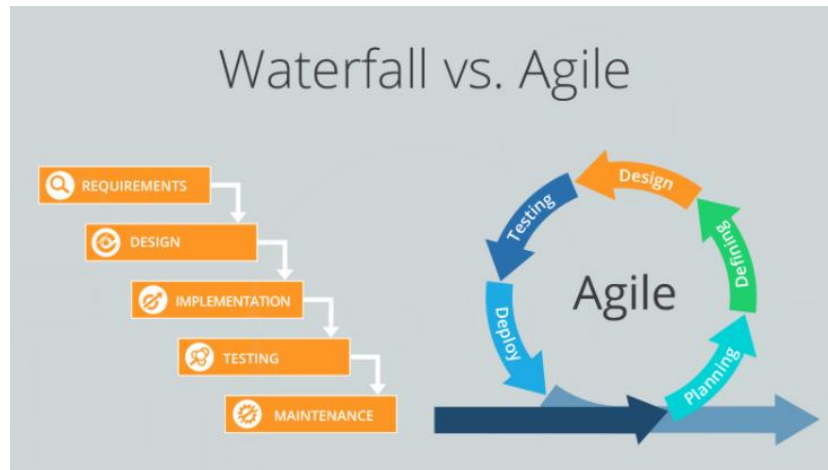 Waterfall vs. Agile
REQUIREMENTS
DESIGN
IMPLEMENTATION
TESTING
MAINTENANCE
Agile
Planning
Defining
Design
Testing
Deploy